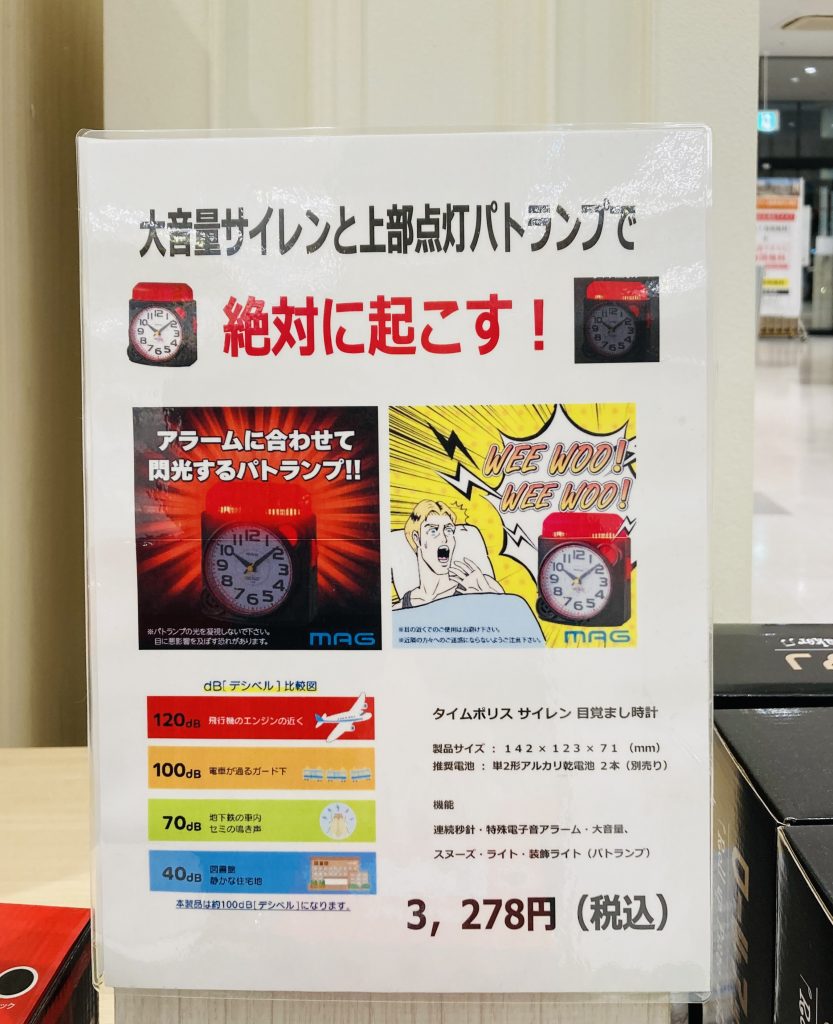 大音量サイレンと上部点灯パトランプで
絶対に起こす！
アラームに合わせて
閃光するパトランプ!!
※パトランプの光を凝視しないで下さい。
目に悪影響を及ぼす恐れがあります。
MAG
WEE WOO!
WEE WOO!
※耳の近くでのご使用はお避け下さい。
※近隣の方々へのご迷惑にならないようご注意下さい。
MAG
dB[デシベル]比較図
120dB 飛行機のエンジンの近く
100dB 電車が通るガード下
70dB 地下鉄の車内
セミの鳴き声
40dB 図書館
静かな住宅地
本製品は約100dB[デシベル]になります。
タイムポリス サイレン 目覚まし時計
製品サイズ ： 142 × 123 × 71 （mm）
推奨電池 ： 単2形アルカリ乾電池 2本（別売り）
機能
連続秒針・特殊電子音アラーム・大音量、
スヌーズ・ライト・装飾ライト（パトランプ）
3，278円（税込）